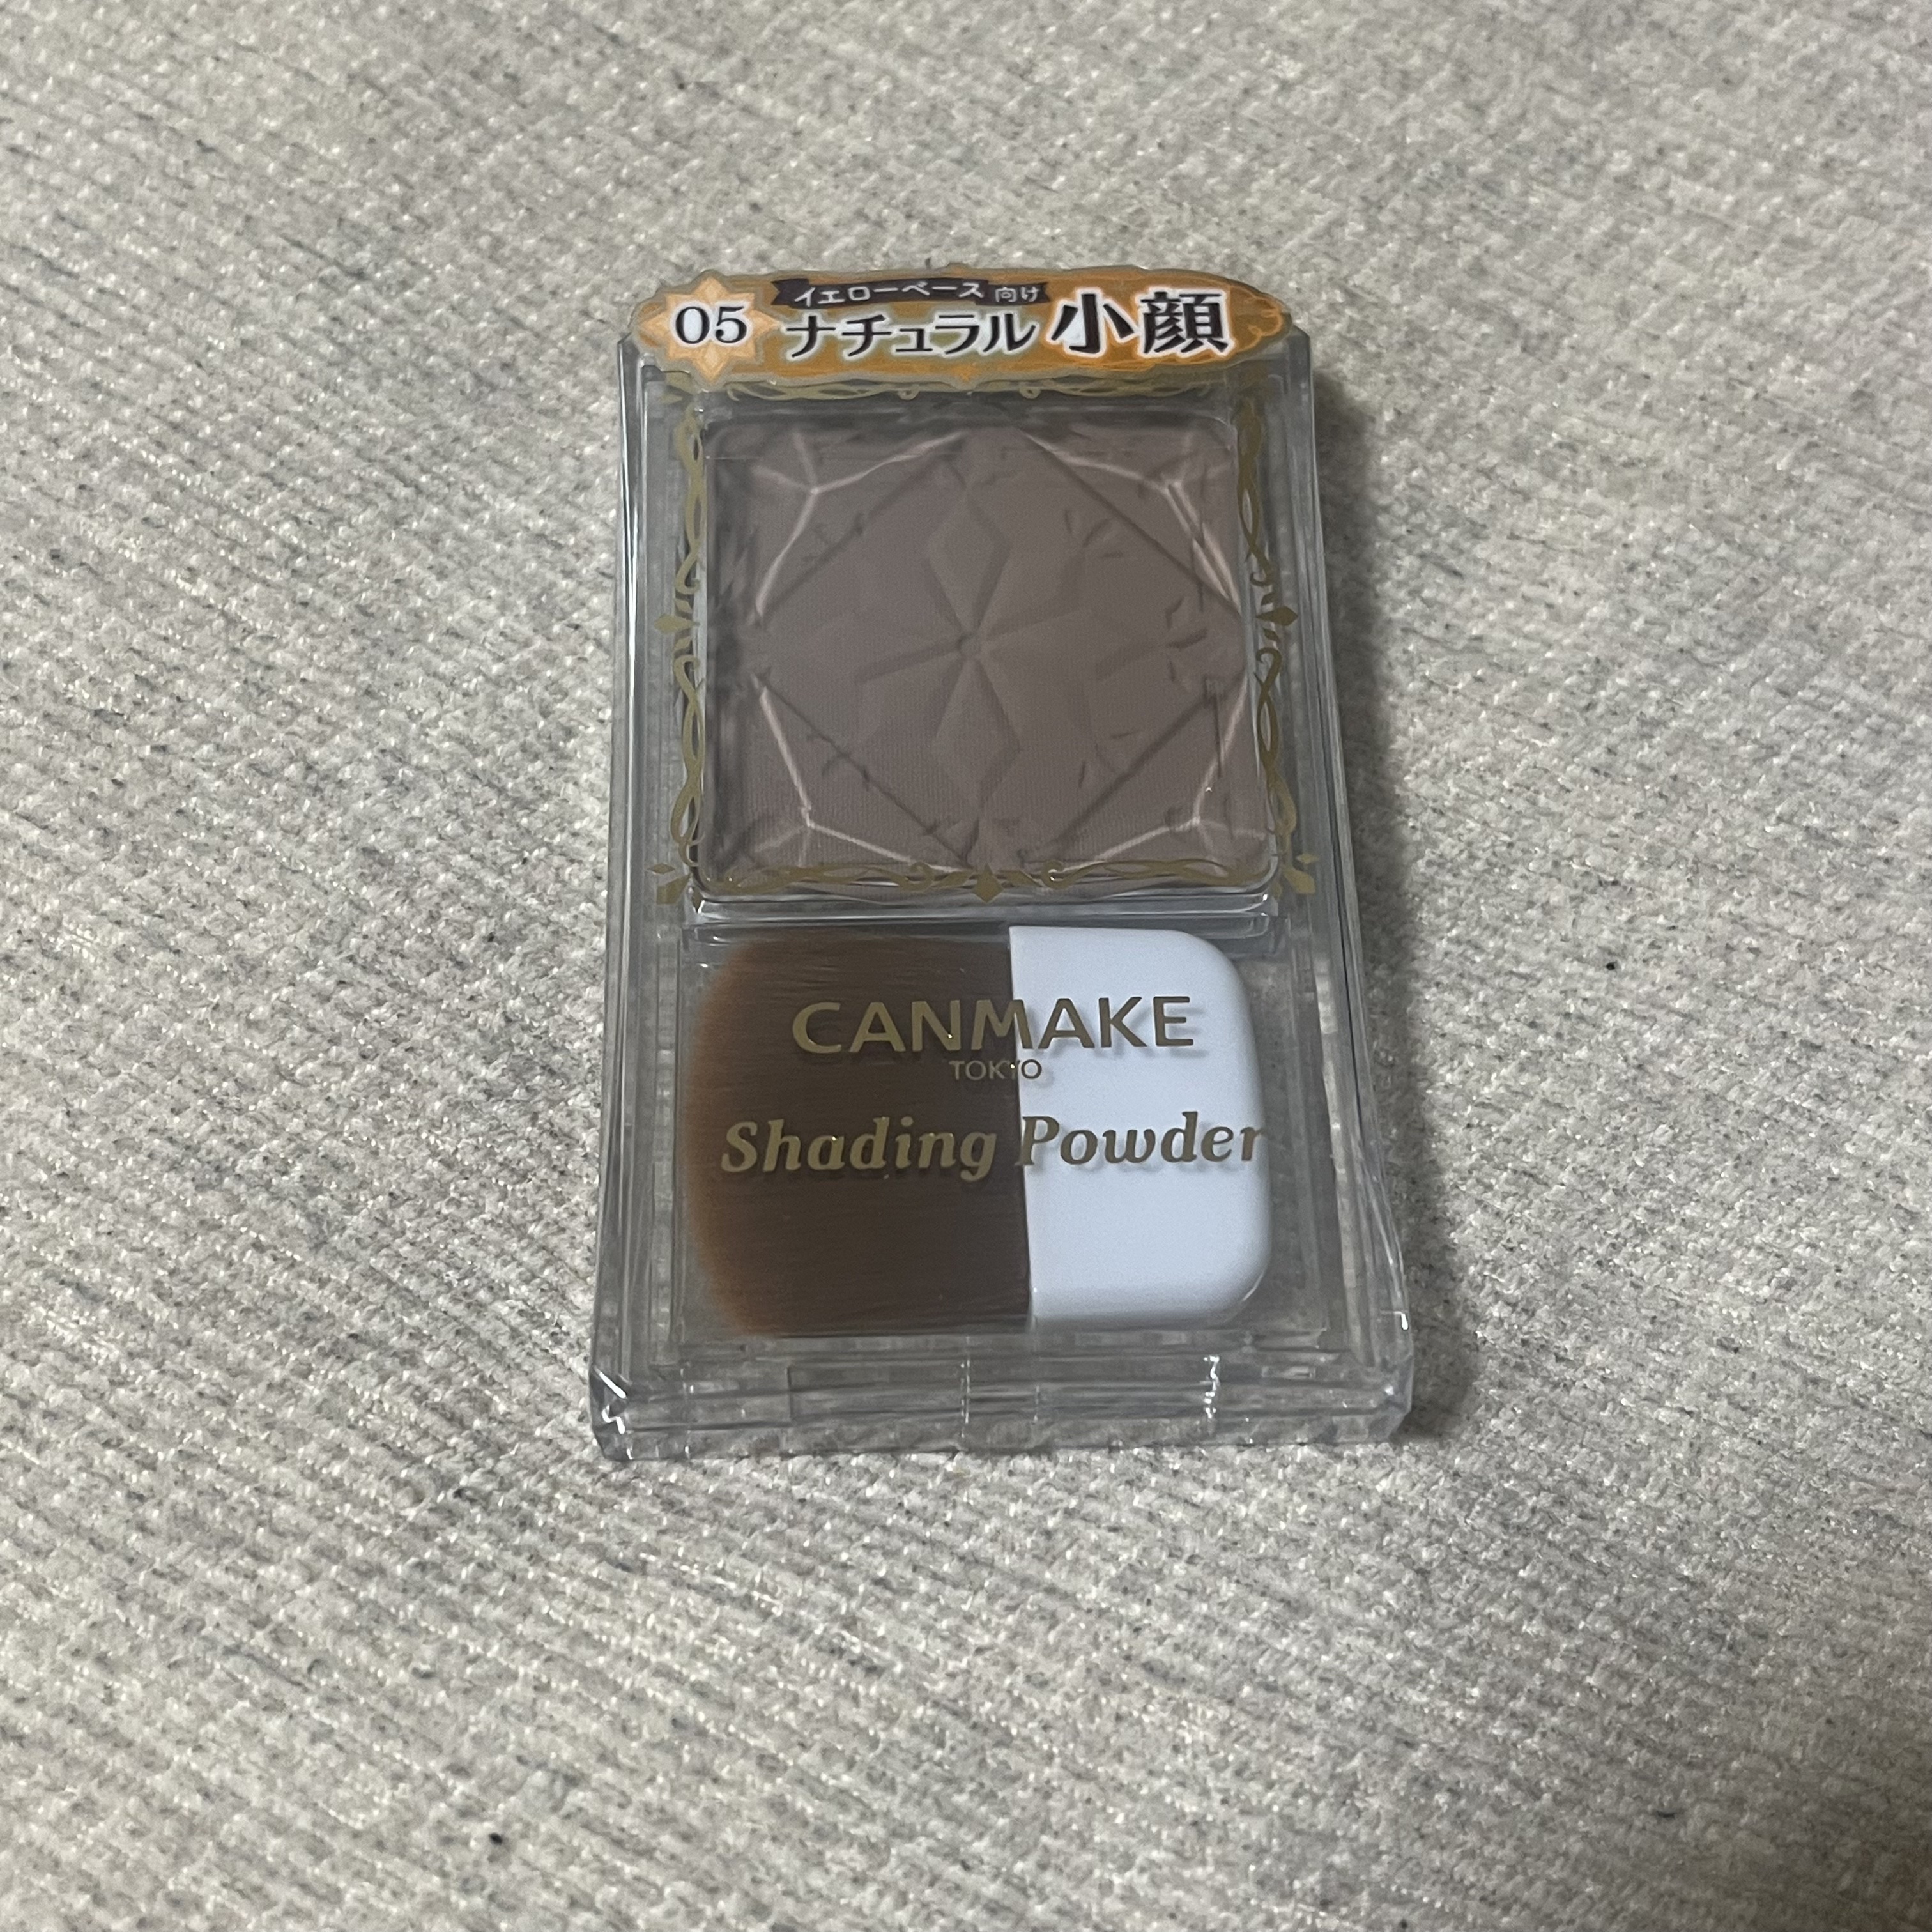 05
イエローベース 向け
ナチュラル 小顔
CANMAKE
TOKYO
Shading Powder